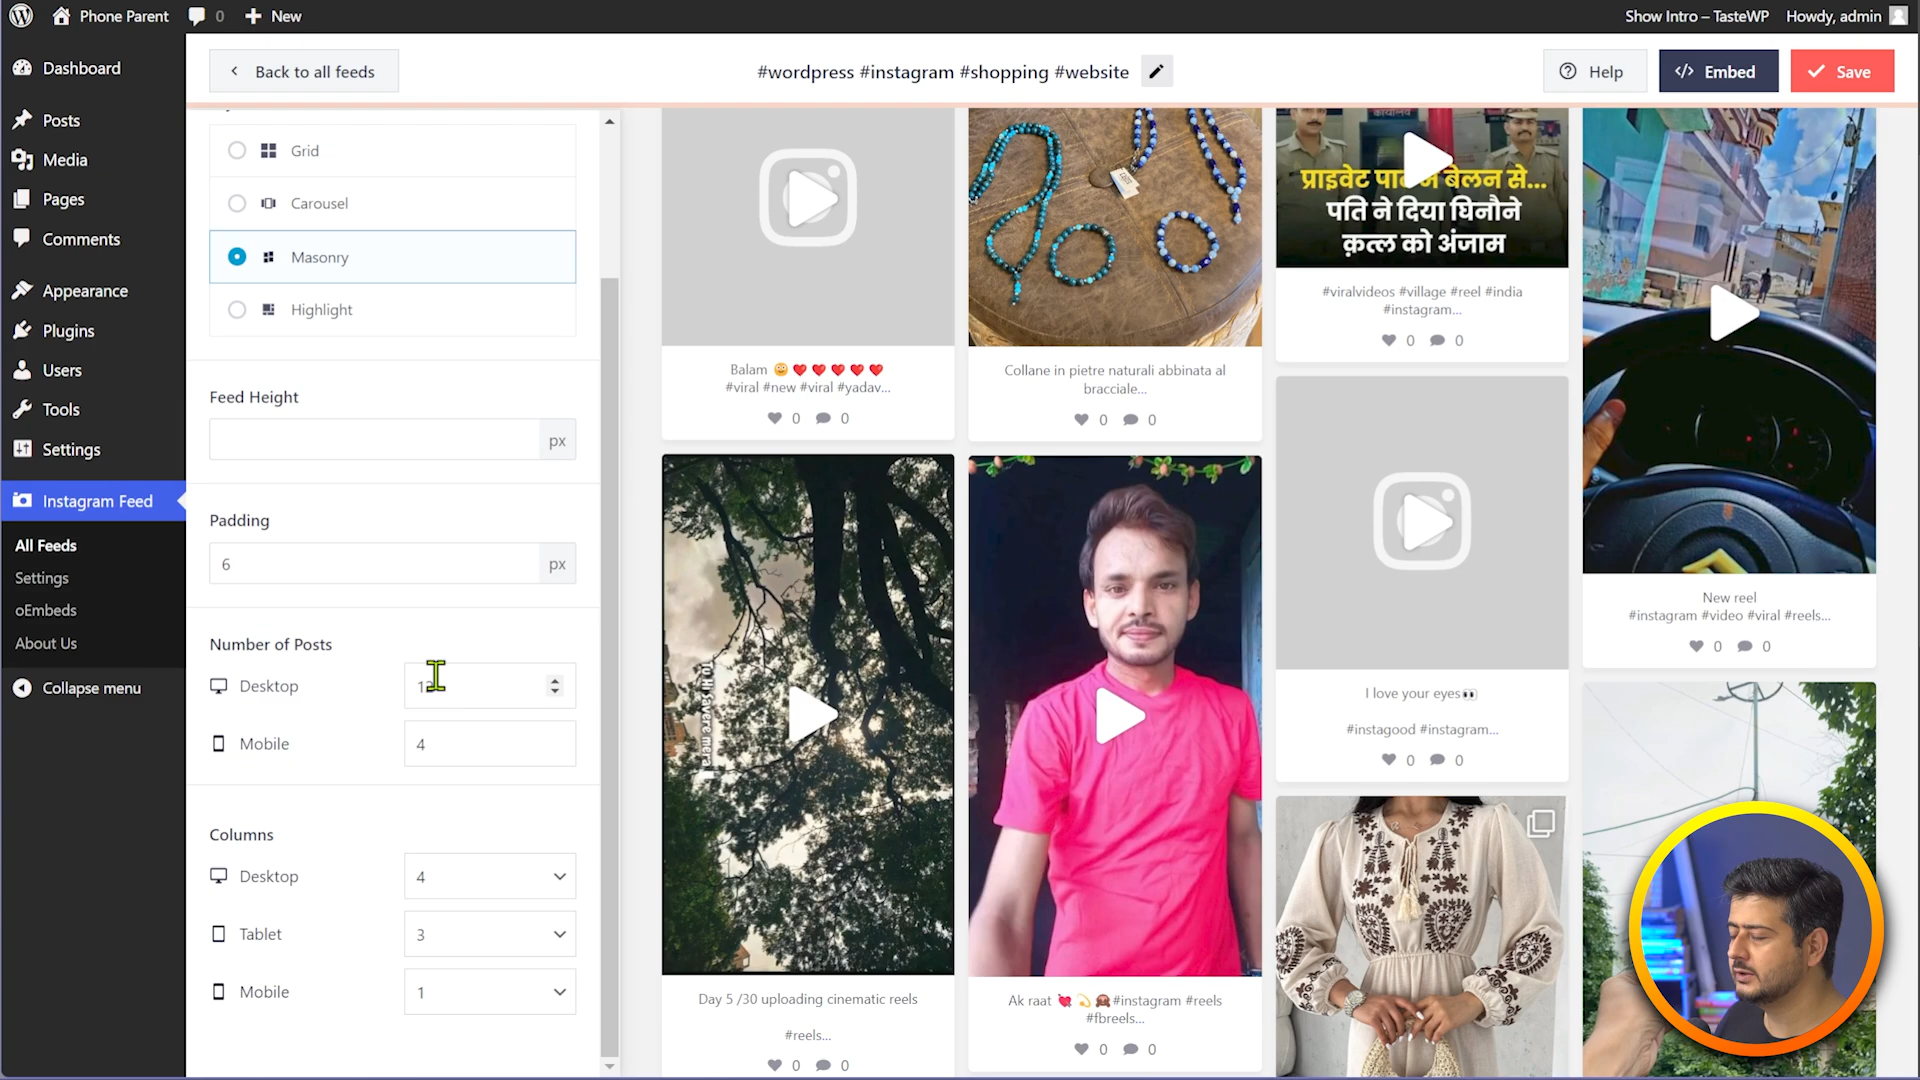 Phone Parent
0
New
Show Intro – TasteWP
Howdy, admin
Dashboard
Posts
Media
Pages
Comments
Appearance
Plugins
Users
Tools
Settings
Instagram Feed
All Feeds
Settings
oEmbeds
About Us
Collapse menu
Back to all feeds
#wordpress #instagram #shopping #website
Help
Embed
Save
Grid
Carousel
Masonry
Highlight
Feed Height
px
Padding
6
px
Number of Posts
Desktop
Mobile
4
Columns
Desktop
4
Tablet
3
Mobile
1
Balam 😀 ❤️ ❤️ ❤️ ❤️ ❤️
#viral #new #viral #yadav...
0 0
Day 5 /30 uploading cinematic reels
#reels...
0 0
Collane in pietre naturali abbinata al
bracciale...
0 0
Ak raat 💘 💫 🙈 #instagram #reels
#fbreels...
0 0
पति ने दिया घिनौने
क़त्ल को अंजाम
#viralvideos #village #reel #india
#instagram...
0 0
I love your eyes👀
#instagood #instagram...
0 0
New reel
#instagram #video #viral #reels...
0 0